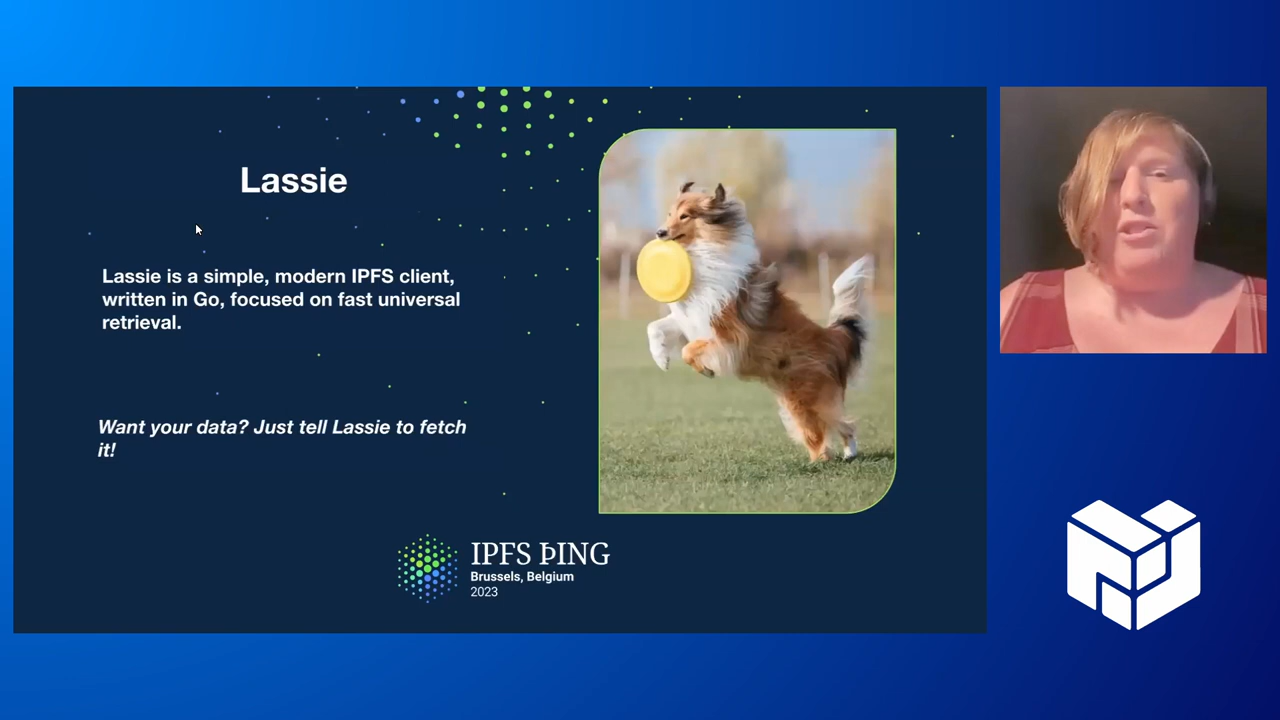 Lassie
Lassie is a simple, modern IPFS client,
written in Go, focused on fast universal
retrieval.
Want your data? Just tell Lassie to fetch
it!
IPFS ÞING
Brussels, Belgium
2023